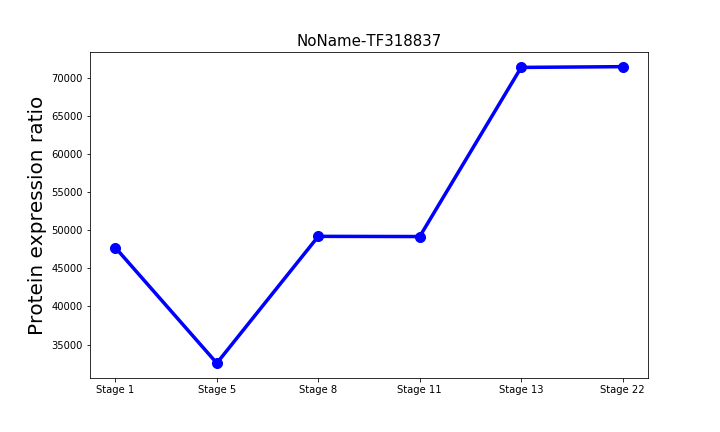 NoName-TF318837
Protein expression ratio
70000
65000
60000
55000
50000
45000
40000
35000
Stage 1 Stage 5 Stage 8 Stage 11 Stage 13 Stage 22